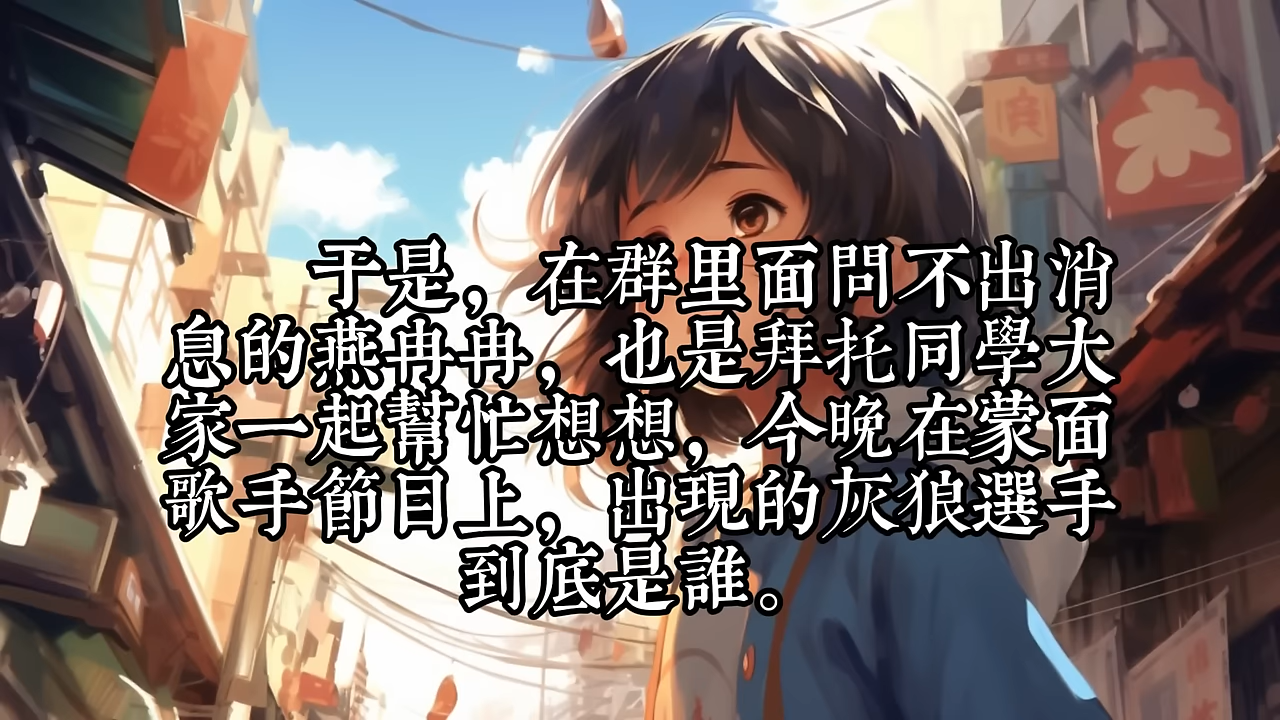 于是，在群里面問不出消
息的燕冉冉，也是拜托同學大
家一起幫忙想想，今晚在蒙面
歌手節目上，出現的灰狼選手
到底是誰。